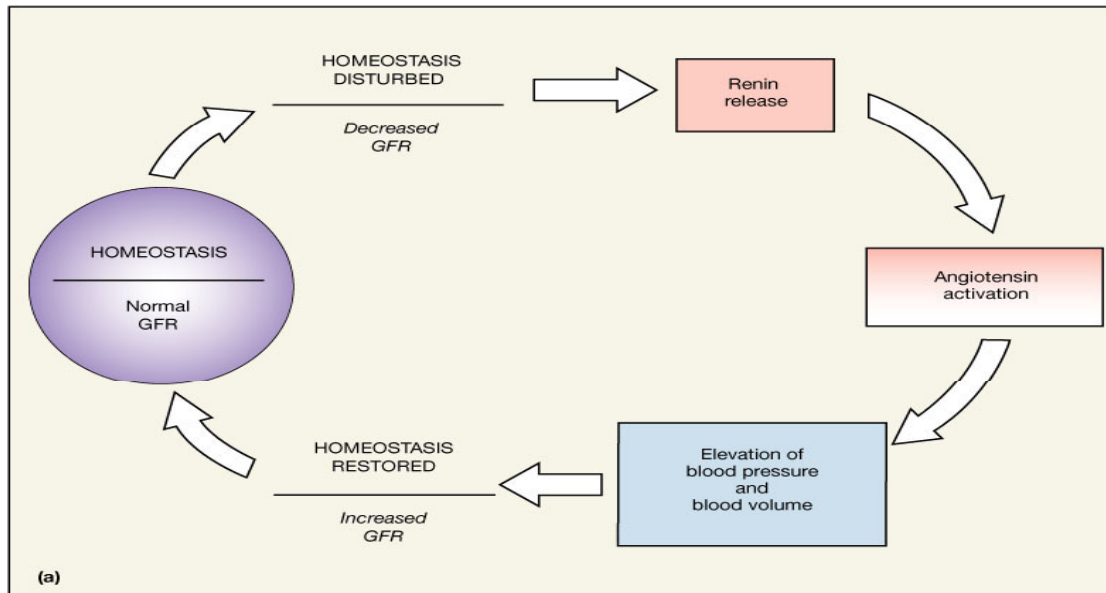 HOMEOSTASIS
DISTURBED
Decreased
GFR
Renin
release
Angiotensin
activation
Elevation of
blood pressure
and
blood volume
HOMEOSTASIS
RESTORED
Increased
GFR
HOMEOSTASIS
Normal
GFR
(a)